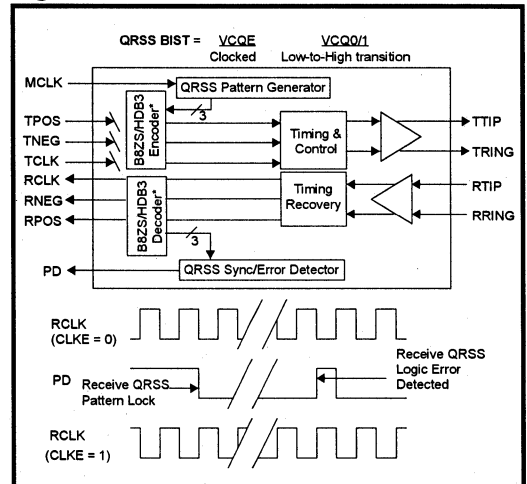 QRSS BIST = VCQE VCQ0/1
Clocked Low-to-High transition
MCLK
QRSS Pattern Generator
3
TPOS
TNEG
TCLK
B8ZS/HDB3
Encoder*
Timing &
Control
TTIP
TRING
RCLK
RNEG
RPOS
B8ZS/HDB3
Decoder*
Timing
Recovery
RTIP
RRING
3
PD
QRSS Sync/Error Detector
RCLK
(CLKE = 0)
PD
Receive QRSS
Pattern Lock
Receive QRSS
Logic Error
Detected
RCLK
(CLKE = 1)